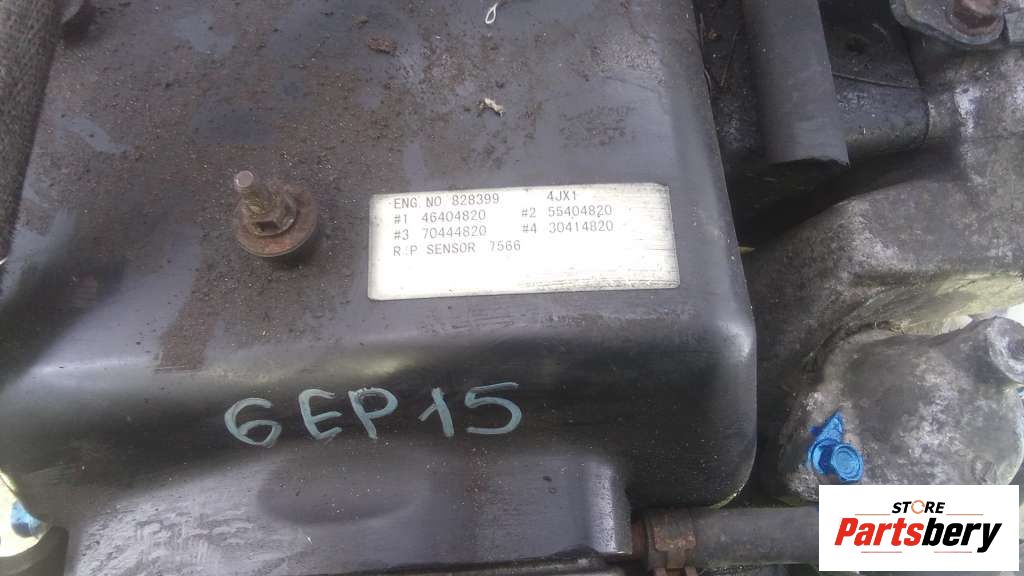 ENG.NO 828399 4JX1
#1 46404820 #2 55404820
#3 70444820 #4 30414820
R.P SENSOR 7566
6EP15
STORE
Partsbery